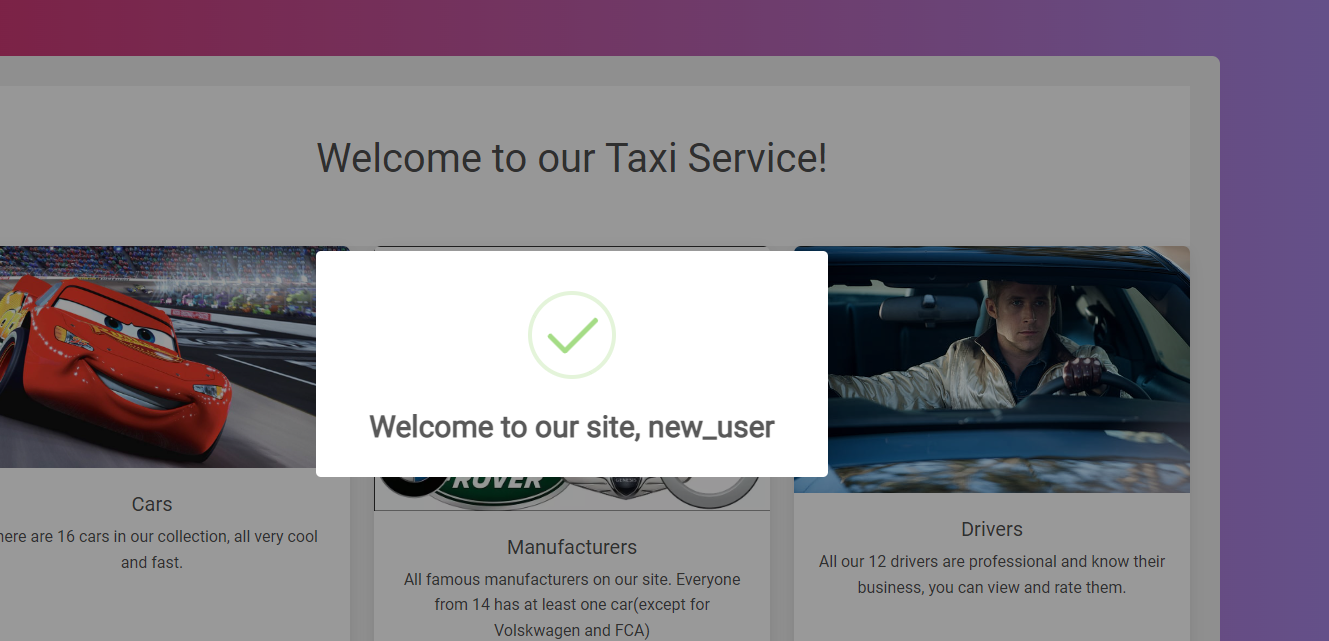 Welcome to our Taxi Service!
Welcome to our site, new_user
ROVER
GENESIS
Cars
here are 16 cars in our collection, all very cool
and fast.
Manufacturers
All famous manufacturers on our site. Everyone
from 14 has at least one car(except for
Volskwagen and FCA)
Drivers
All our 12 drivers are professional and know their
business, you can view and rate them.